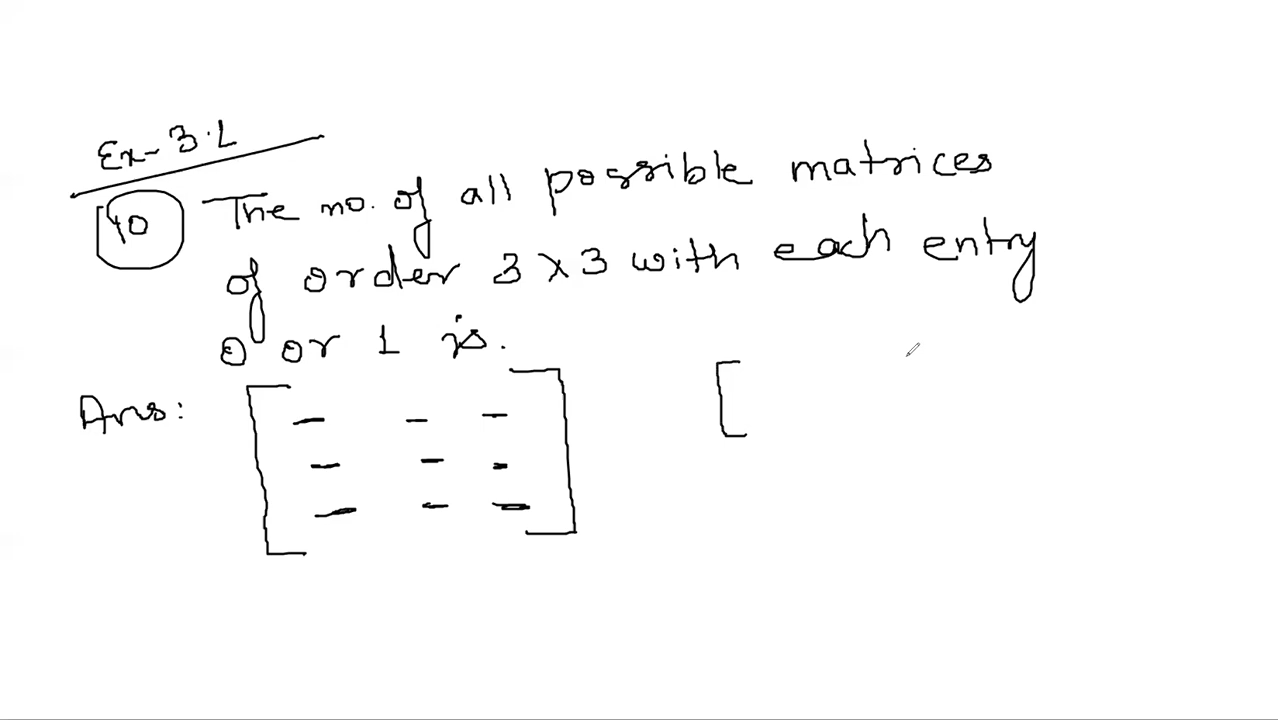 Ex-3.1
10 The no. of all possible matrices
of order 3×3 with each entry
0 or 1 is.
Ans: [ – – –
– – –
– – – ] [